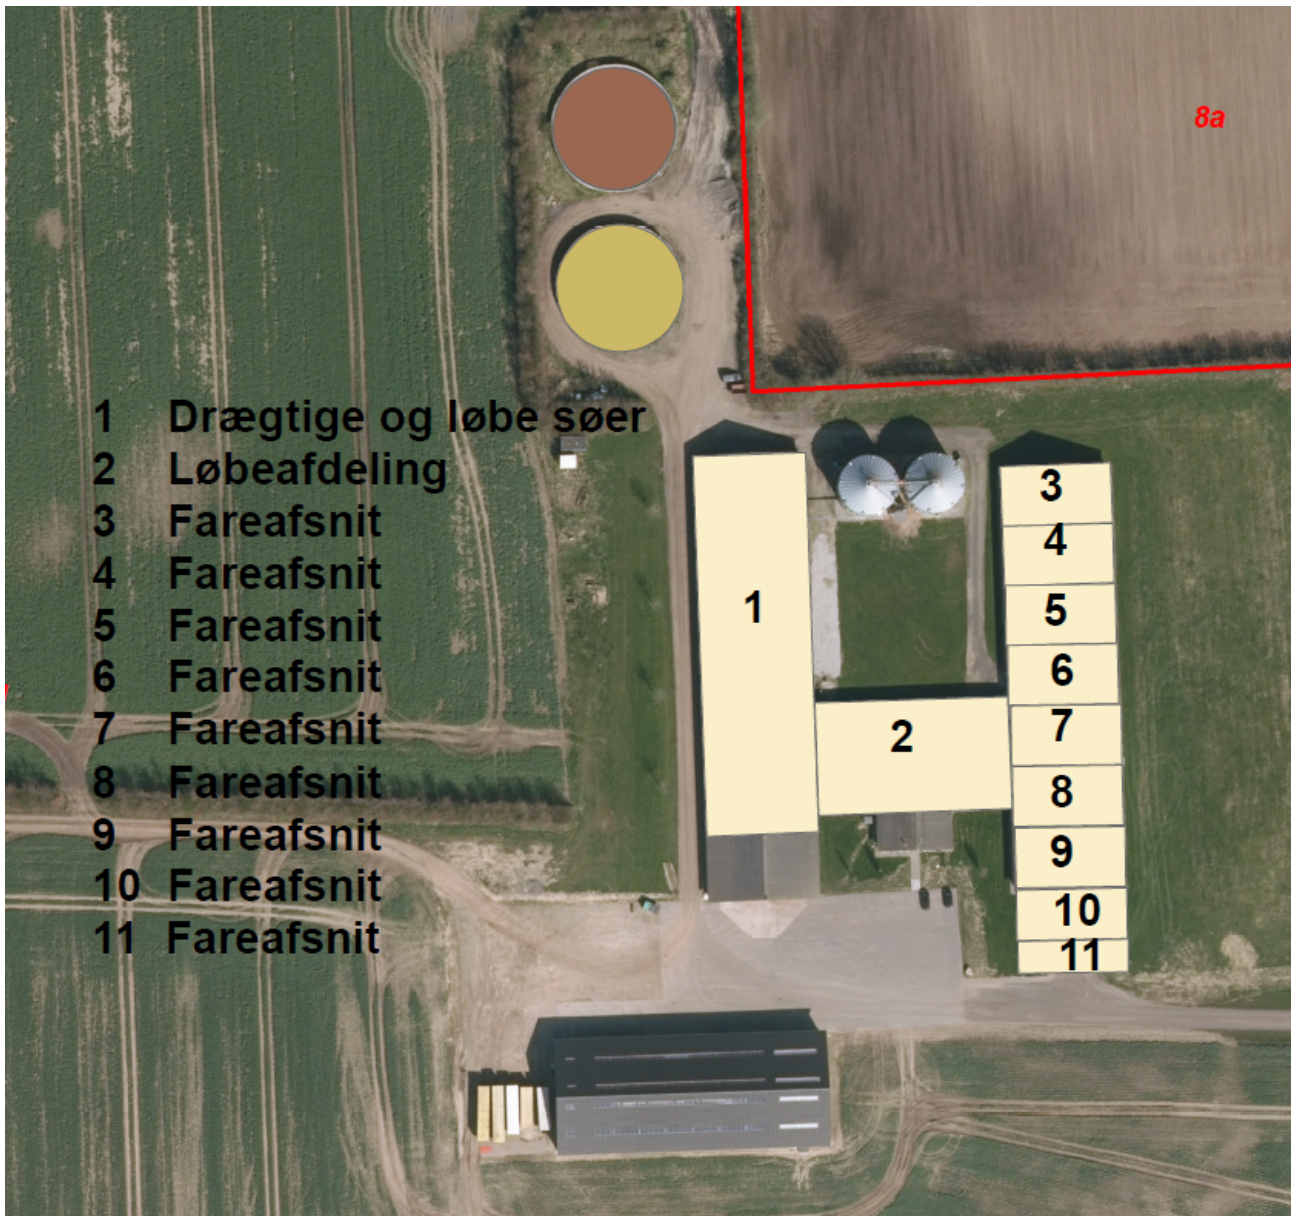 8a
1 Drægtige og løbe søer
2 Løbeafdeling
3 Fareafsnit
4 Fareafsnit
5 Fareafsnit
6 Fareafsnit
7 Fareafsnit
8 Fareafsnit
9 Fareafsnit
10 Fareafsnit
11 Fareafsnit
1
2
3
4
5
6
7
8
9
10
11